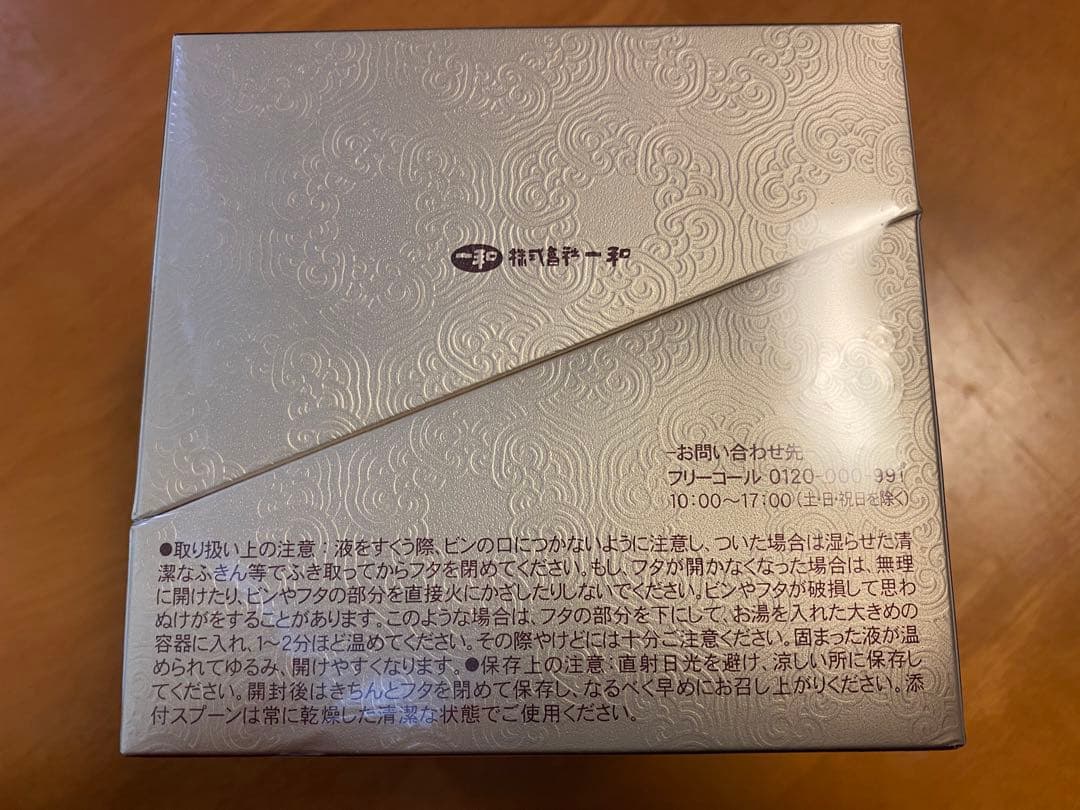 一和 株式會社 一和
-お問い合わせ先-
フリーコール 0120-000-991
10:00〜17:00(土・日・祝日を除く)
●取り扱い上の注意：液をすくう際、ビンの口につかないように注意し、ついた場合は湿らせた清
潔なふきん等でふき取ってからフタを閉めてください。もし、フタが開かなくなった場合は、無理
に開けたり、ビンやフタの部分を直接火にかざしたりしないでください。ビンやフタが破損して思わ
ぬけがをすることがあります。このような場合は、フタの部分を下にして、お湯を入れた大きめの
容器に入れ、1〜2分ほど温めてください。その際やけどには十分ご注意ください。固まった液が温
められてゆるみ、開けやすくなります。●保存上の注意：直射日光を避け、涼しい所に保存し
てください。開封後はきちんとフタを閉めて保存し、なるべく早めにお召し上がりください。添
付スプーンは常に乾燥した清潔な状態でご使用ください。